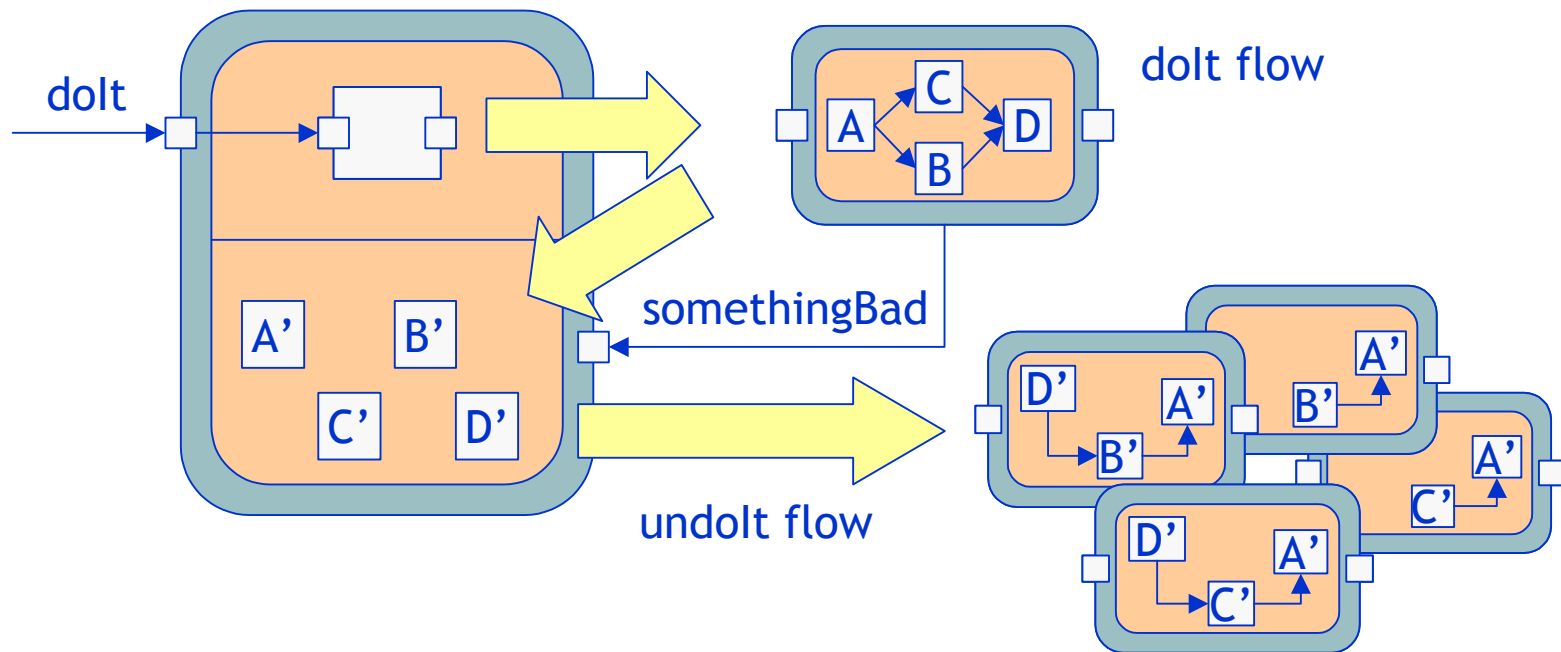 doIt
doIt flow
A
C
B
D
somethingBad
A’
B’
C’
D’
undoIt flow
D’
B’
A’
B’
A’
C’
A’
D’
C’
A’